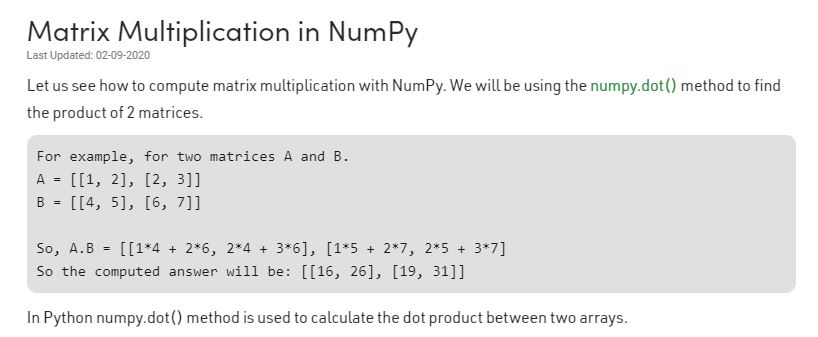 Matrix Multiplication in NumPy
Last Updated: 02-09-2020
Let us see how to compute matrix multiplication with NumPy. We will be using the numpy.dot() method to find
the product of 2 matrices.
For example, for two matrices A and B.
A = [[1, 2], [2, 3]]
B = [[4, 5], [6, 7]]
So, A.B = [[1*4 + 2*6, 2*4 + 3*6], [1*5 + 2*7, 2*5 + 3*7]
So the computed answer will be: [[16, 26], [19, 31]]
In Python numpy.dot() method is used to calculate the dot product between two arrays.